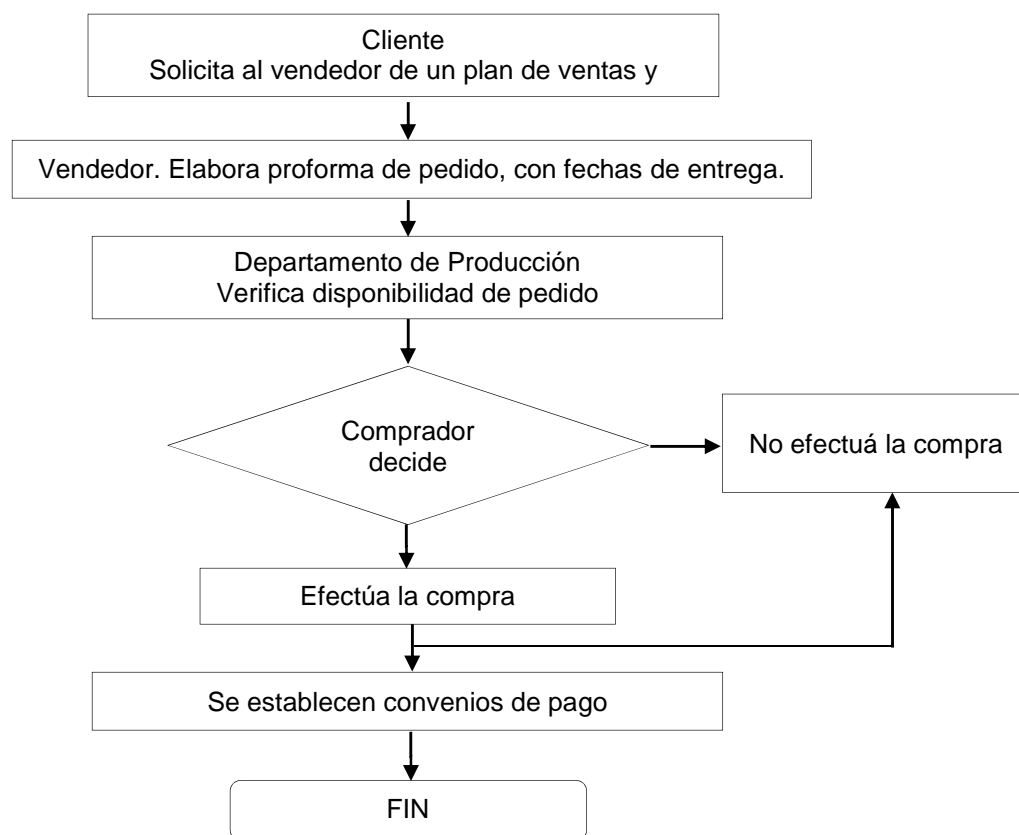 Cliente
Solicita al vendedor de un plan de ventas y
Vendedor. Elabora proforma de pedido, con fechas de entrega.
Departamento de Producción
Verifica disponibilidad de pedido
Comprador
decide
No efectuá la compra
Efectúa la compra
Se establecen convenios de pago
FIN